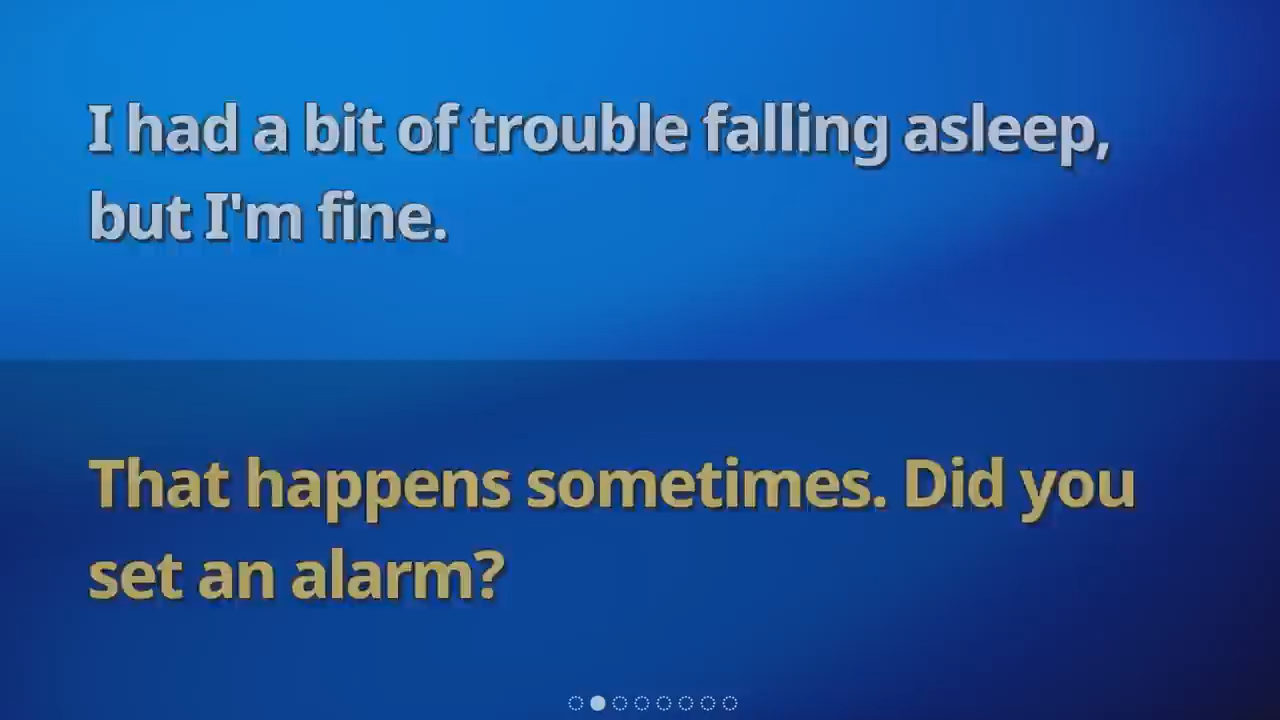 I had a bit of trouble falling asleep,
but I'm fine.
That happens sometimes. Did you
set an alarm?